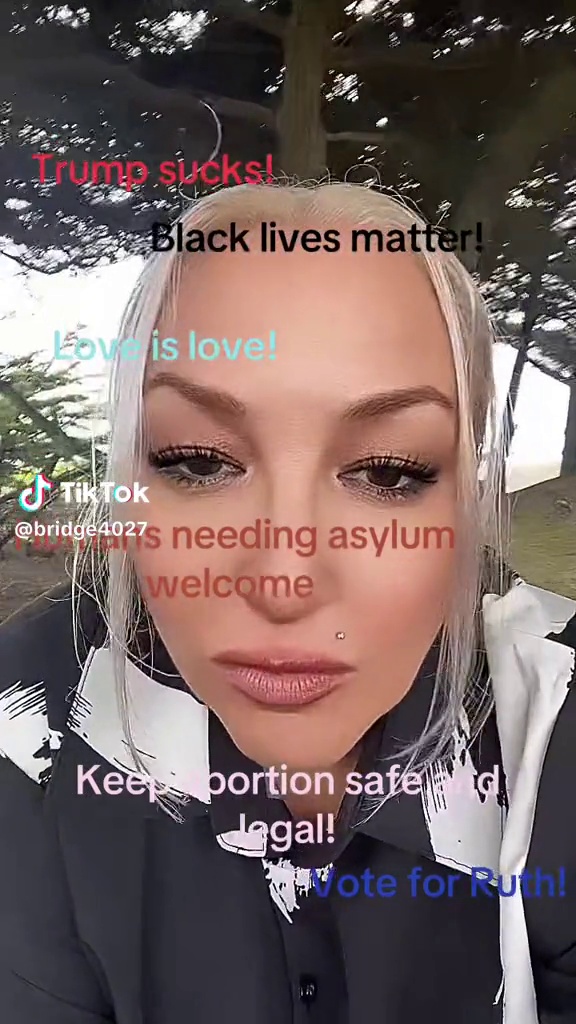 Trump sucks!
Black lives matter!
Love is love!
TikTok
@bridge4027
Humans needing asylum
welcome
Keep abortion safe and
legal!
Vote for Ruth!